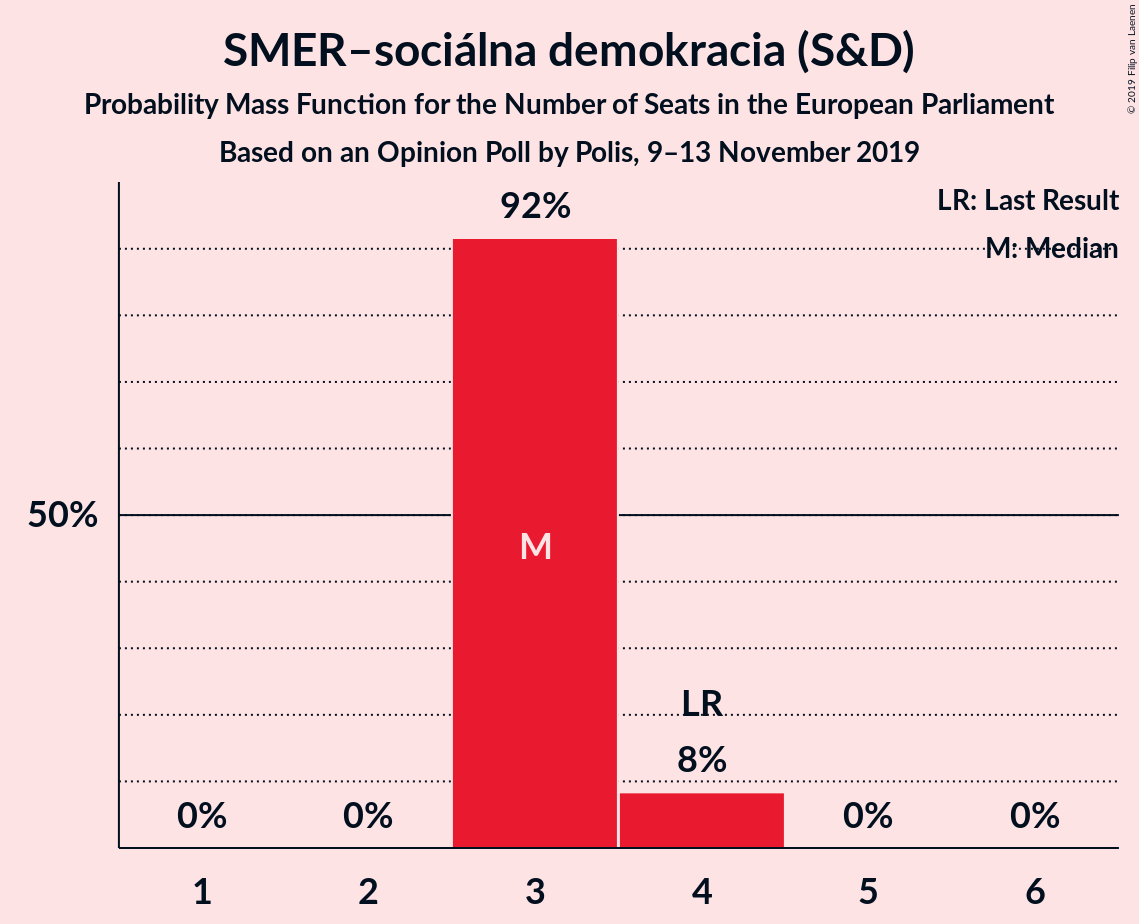 SMER–sociálna demokracia (S&D)
Probability Mass Function for the Number of Seats in the European Parliament
Based on an Opinion Poll by Polis, 9–13 November 2019
© 2019 Filip van Laenen
LR: Last Result
M: Median
92%
50%
M
LR
8%
0% 0% 0% 0%
1 2 3 4 5 6